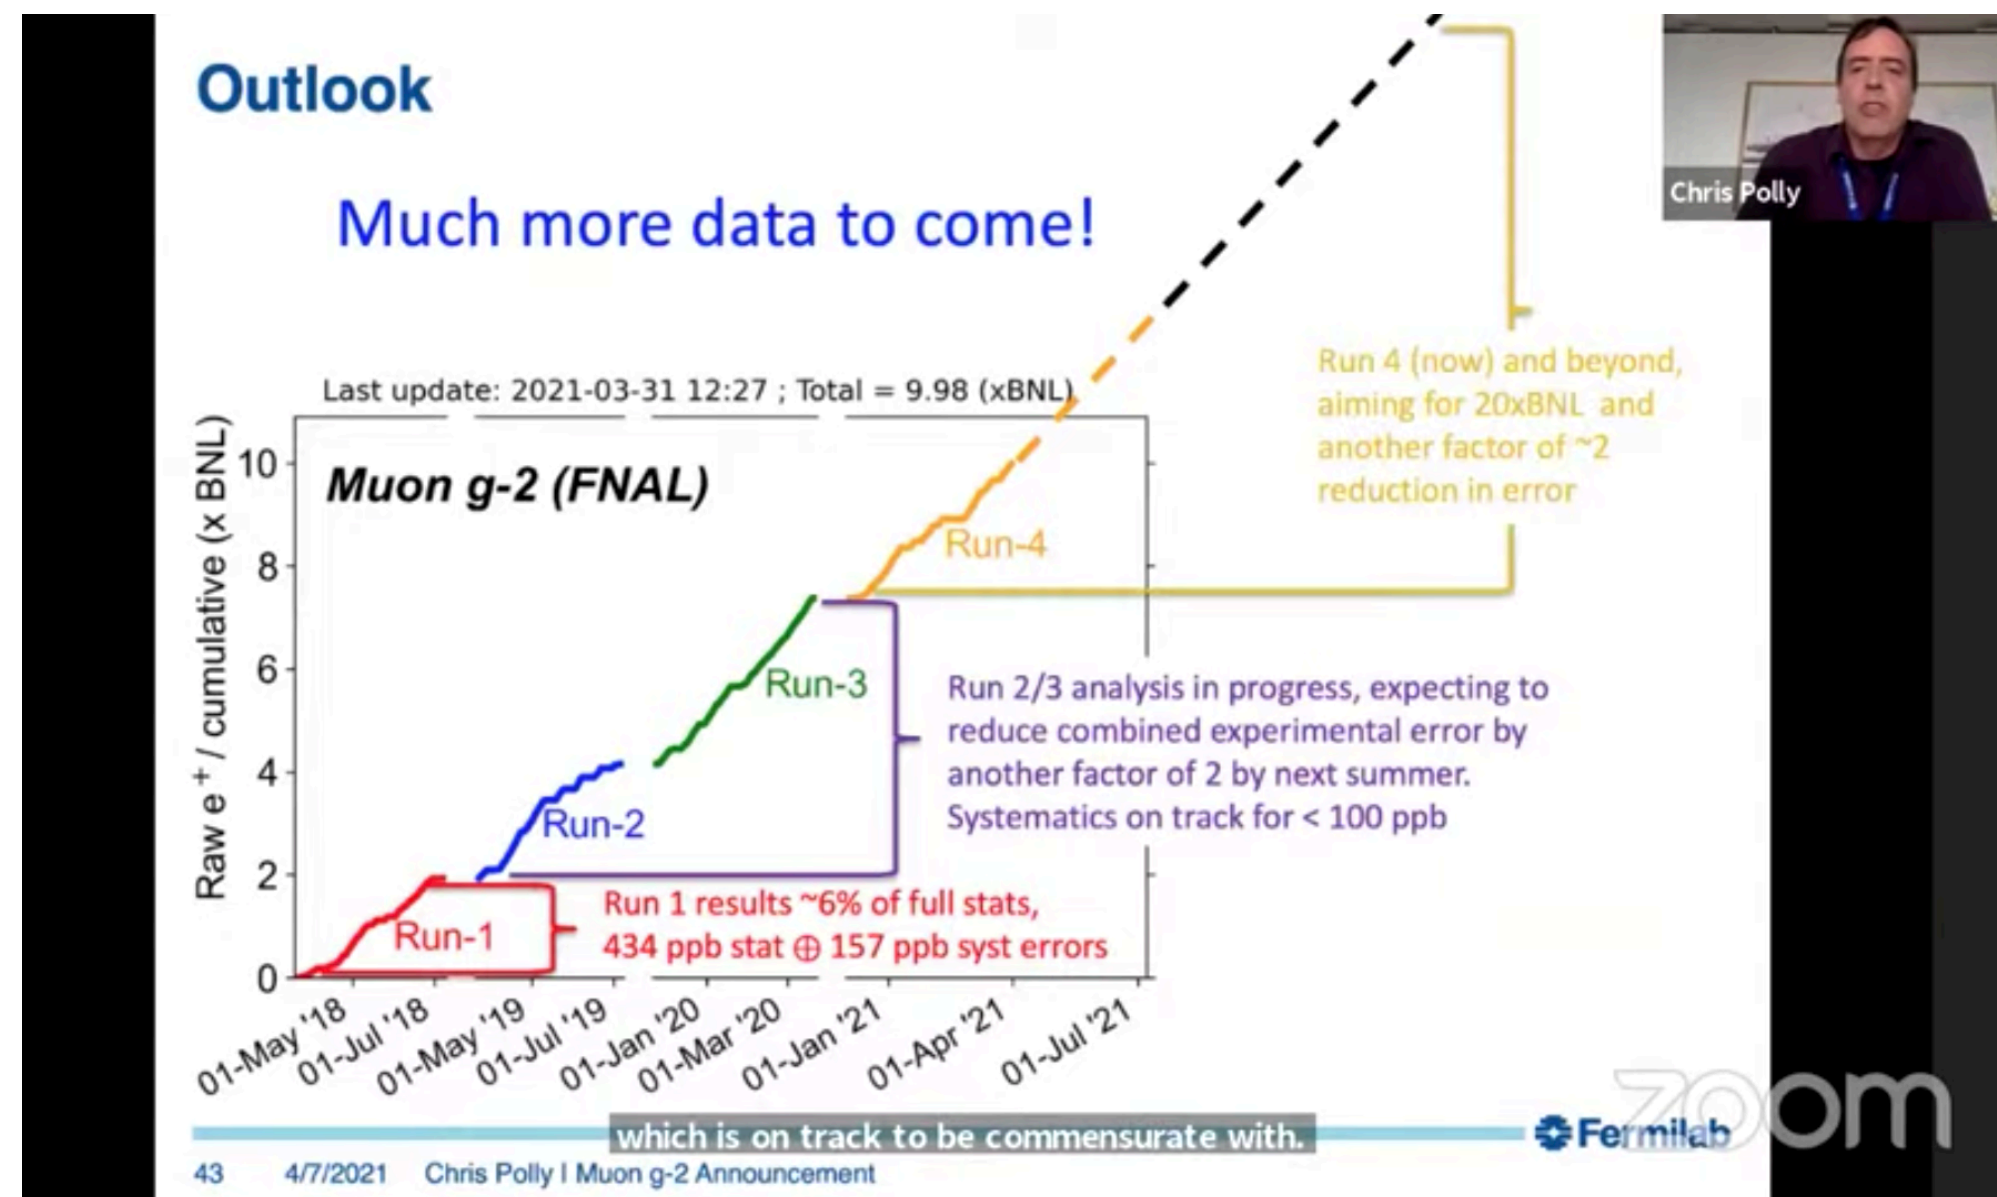 Outlook
Much more data to come!
Chris Polly
Last update: 2021-03-31 12:27 ; Total = 9.98 (xBNL)
Muon g-2 (FNAL)
Raw e⁺ / cumulative (x BNL)
10
8
6
4
2
0
Run-1
Run-2
Run-3
Run-4
Run 4 (now) and beyond,
aiming for 20xBNL and
another factor of ~2
reduction in error
Run 2/3 analysis in progress, expecting to
reduce combined experimental error by
another factor of 2 by next summer.
Systematics on track for < 100 ppb
Run 1 results ~6% of full stats,
434 ppb stat ⊕ 157 ppb syst errors
01-May '18
01-Jul '18
01-May '19
01-Jul '19
01-Jan '20
01-Mar '20
01-Jan '21
01-Apr '21
01-Jul '21
which is on track to be commensurate with.
Fermilab
zoom
43 4/7/2021 Chris Polly | Muon g-2 Announcement